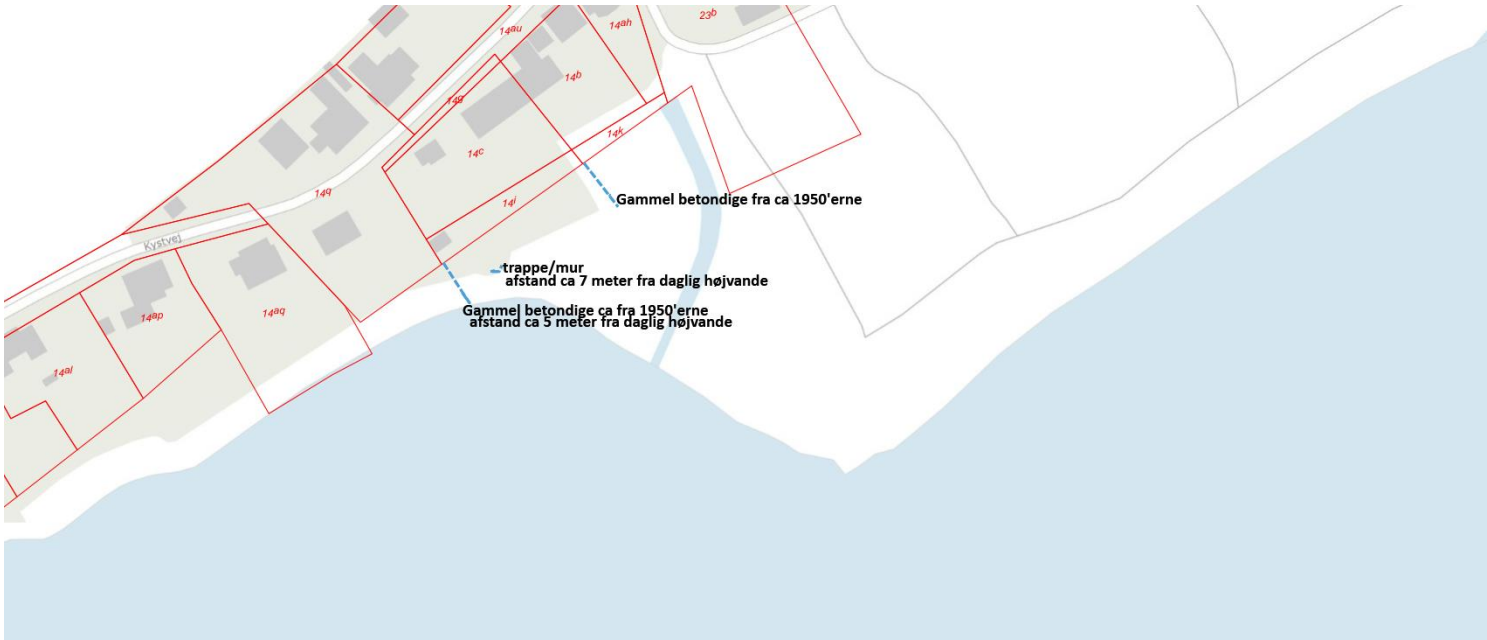 14au
14ah
23b
14g
14b
14k
14c
14i
14q
Gammel betondige fra ca 1950'erne
Kystvej
trappe/mur
afstand ca 7 meter fra daglig højvande
Gammel betondige ca fra 1950'erne
afstand ca 5 meter fra daglig højvande
14ap
14aq
14al